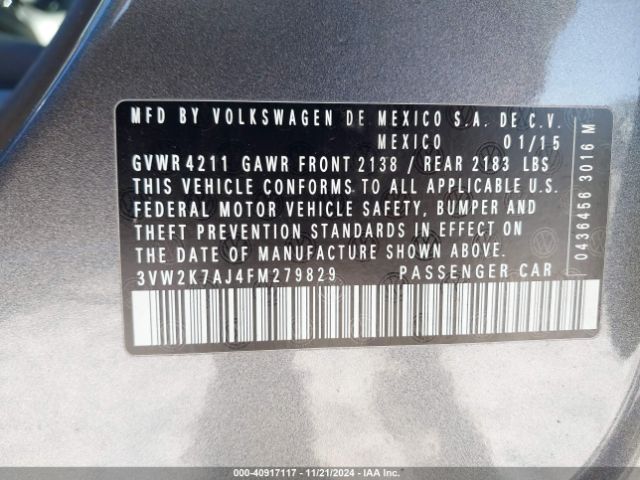 MFD BY VOLKSWAGEN DE MEXICO S.A. DE C.V.
MEXICO 01/15
GVWR 4211 GAWR FRONT 2138 / REAR 2183 LBS
THIS VEHICLE CONFORMS TO ALL APPLICABLE U.S.
FEDERAL MOTOR VEHICLE SAFETY, BUMPER AND
THEFT PREVENTION STANDARDS IN EFFECT ON
THE DATE OF MANUFACTURE SHOWN ABOVE.
3VW2K7AJ4FM279829 PASSENGER CAR
0436456 3016 M
000-40917117 - 11/21/2024 - IAA Inc.